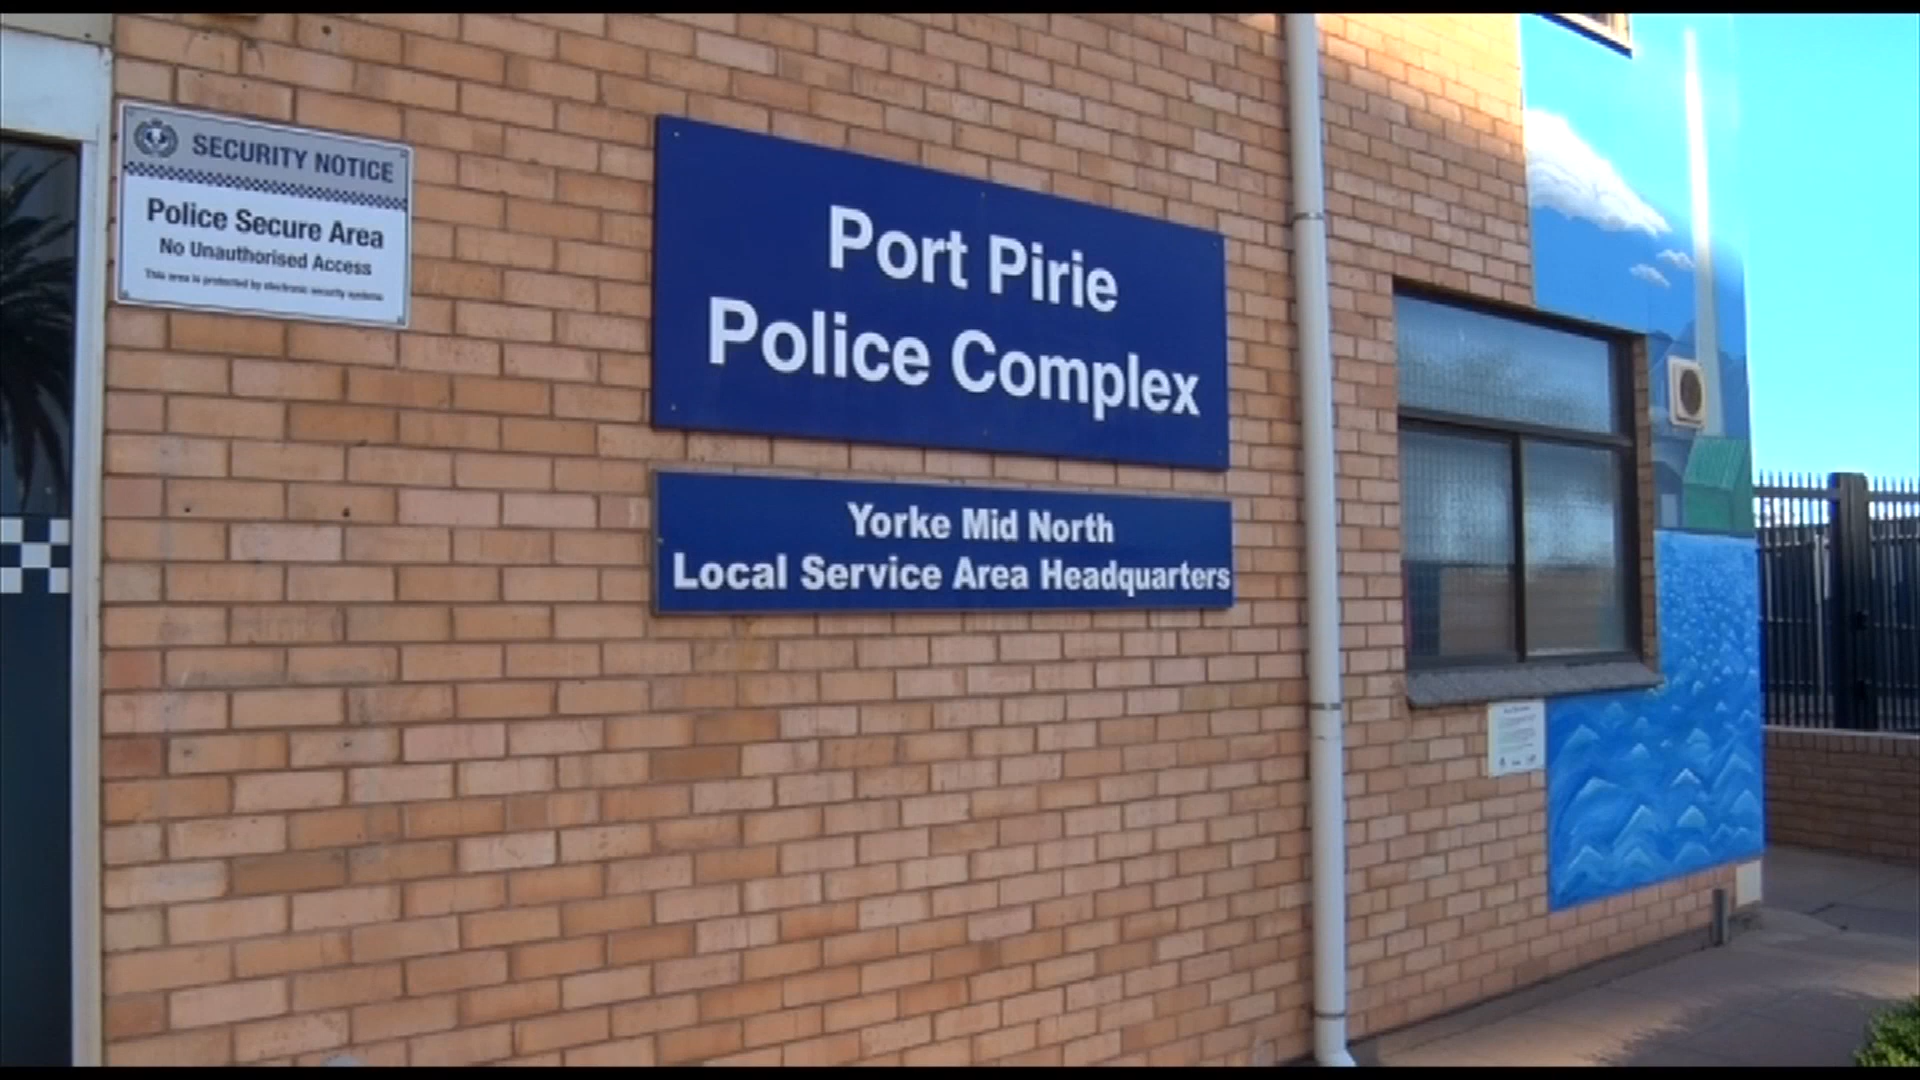 SECURITY NOTICE
Police Secure Area
No Unauthorised Access
This area is protected by electronic security systems
Port Pirie
Police Complex
Yorke Mid North
Local Service Area Headquarters